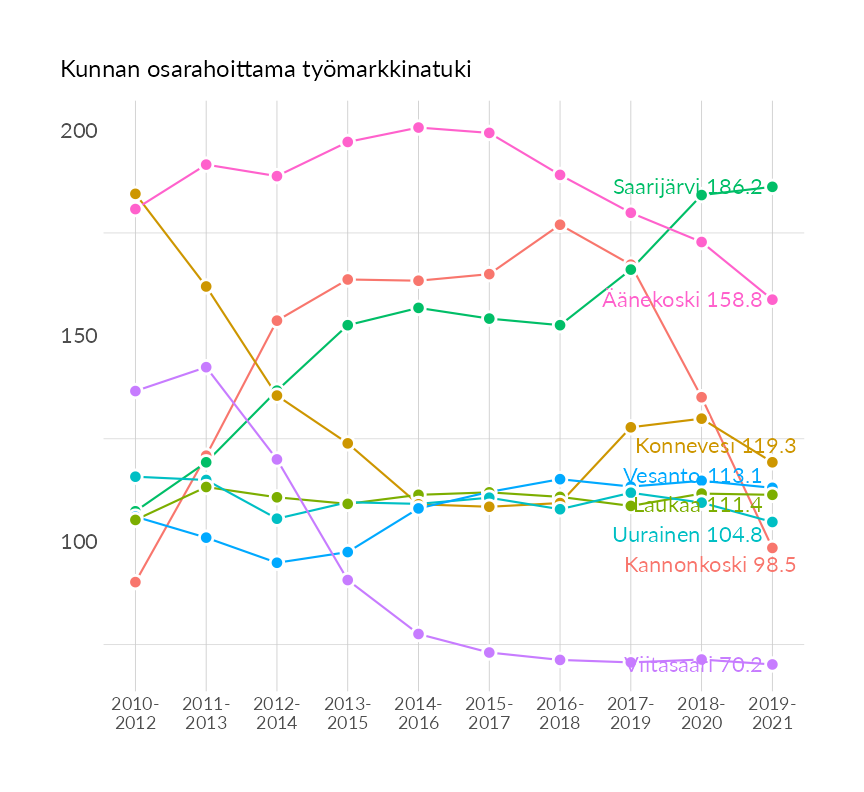 Kunnan osarahoittama työmarkkinatuki
200
150
100
Saarijärvi 186.2
Äänekoski 158.8
Konnevesi 119.3
Vesanto 113.1
Laukaa 111.4
Uurainen 104.8
Kannonkoski 98.5
Viitasaari 70.2
2010- 2011- 2012- 2013- 2014- 2015- 2016- 2017- 2018- 2019-
2012 2013 2014 2015 2016 2017 2018 2019 2020 2021